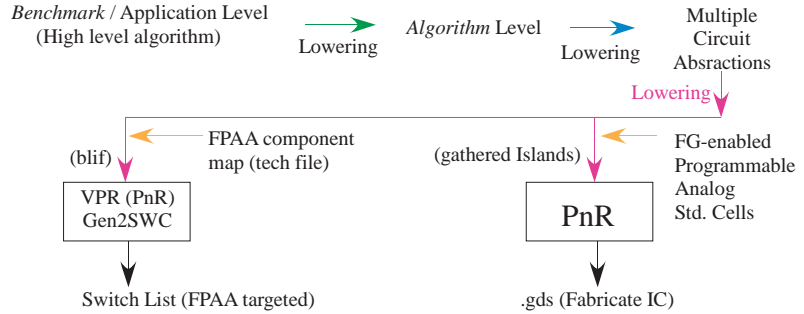 Benchmark / Application Level
(High level algorithm)
Lowering
Algorithm Level
Lowering
Multiple
Circuit
Absractions
Lowering
(blif)
FPAA component
map (tech file)
(gathered Islands)
FG-enabled
Programmable
Analog
Std. Cells
VPR (PnR)
Gen2SWC
PnR
Switch List (FPAA targeted)
.gds (Fabricate IC)